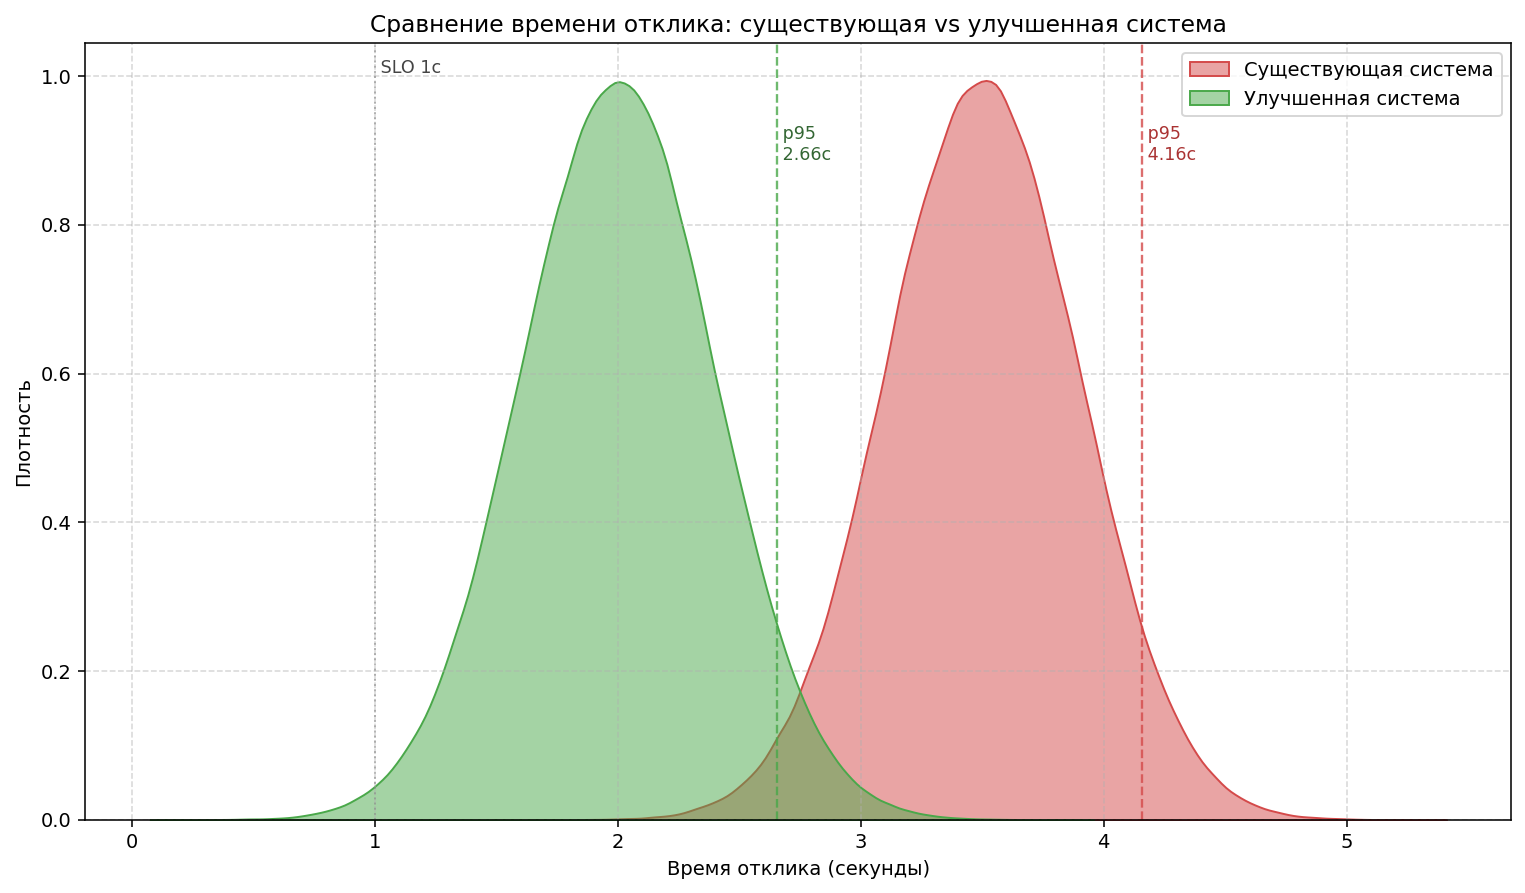 Сравнение времени отклика: существующая vs улучшенная система
SLO 1с
Существующая система
Улучшенная система
p95
2.66с
p95
4.16с
Плотность
1.0
0.8
0.6
0.4
0.2
0.0
0
1
2
3
4
5
Время отклика (секунды)